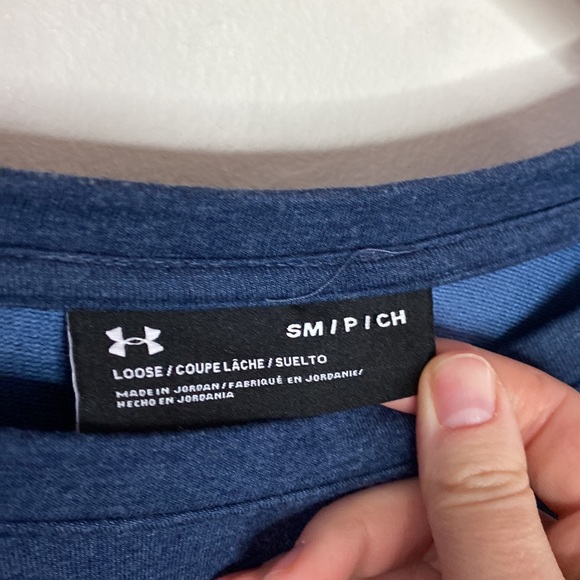 SM / P / CH
LOOSE / COUPE LÂCHE / SUELTO
MADE IN JORDAN / FABRIQUÉ EN JORDANIE /
HECHO EN JORDANIA